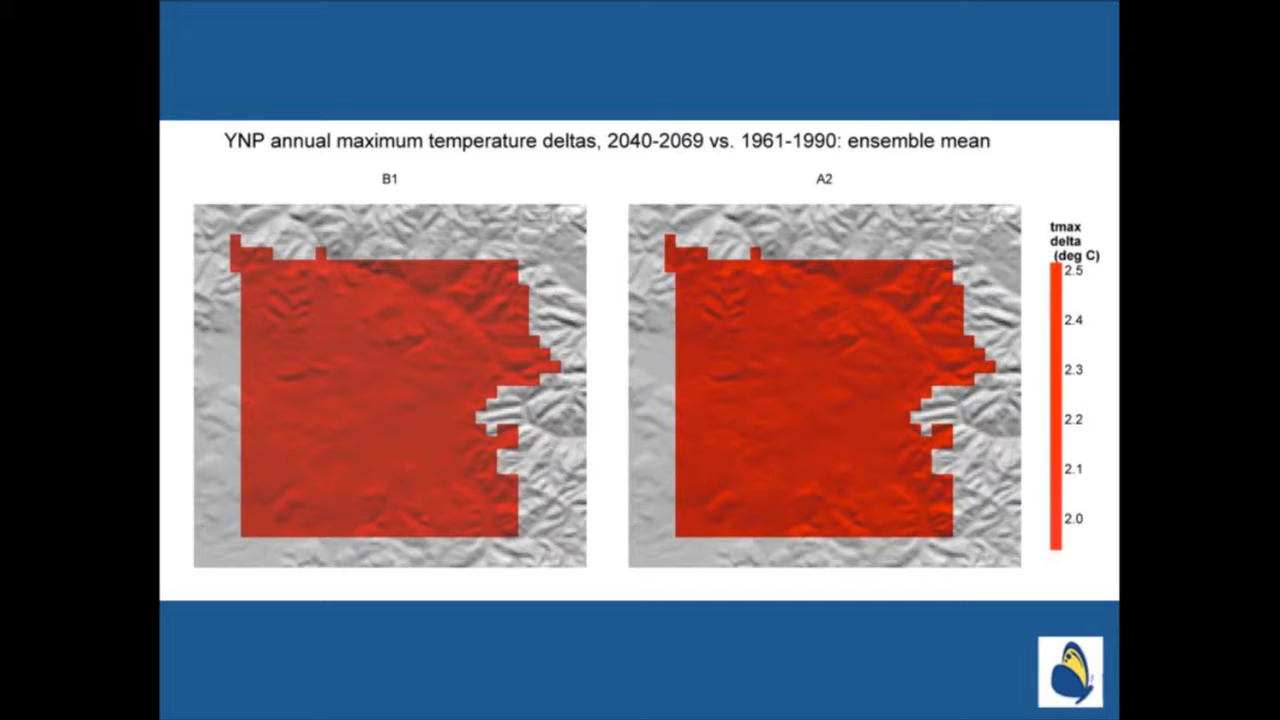 YNP annual maximum temperature deltas, 2040-2069 vs. 1961-1990: ensemble mean
B1
A2
tmax
delta
(deg C)
2.5
2.4
2.3
2.2
2.1
2.0